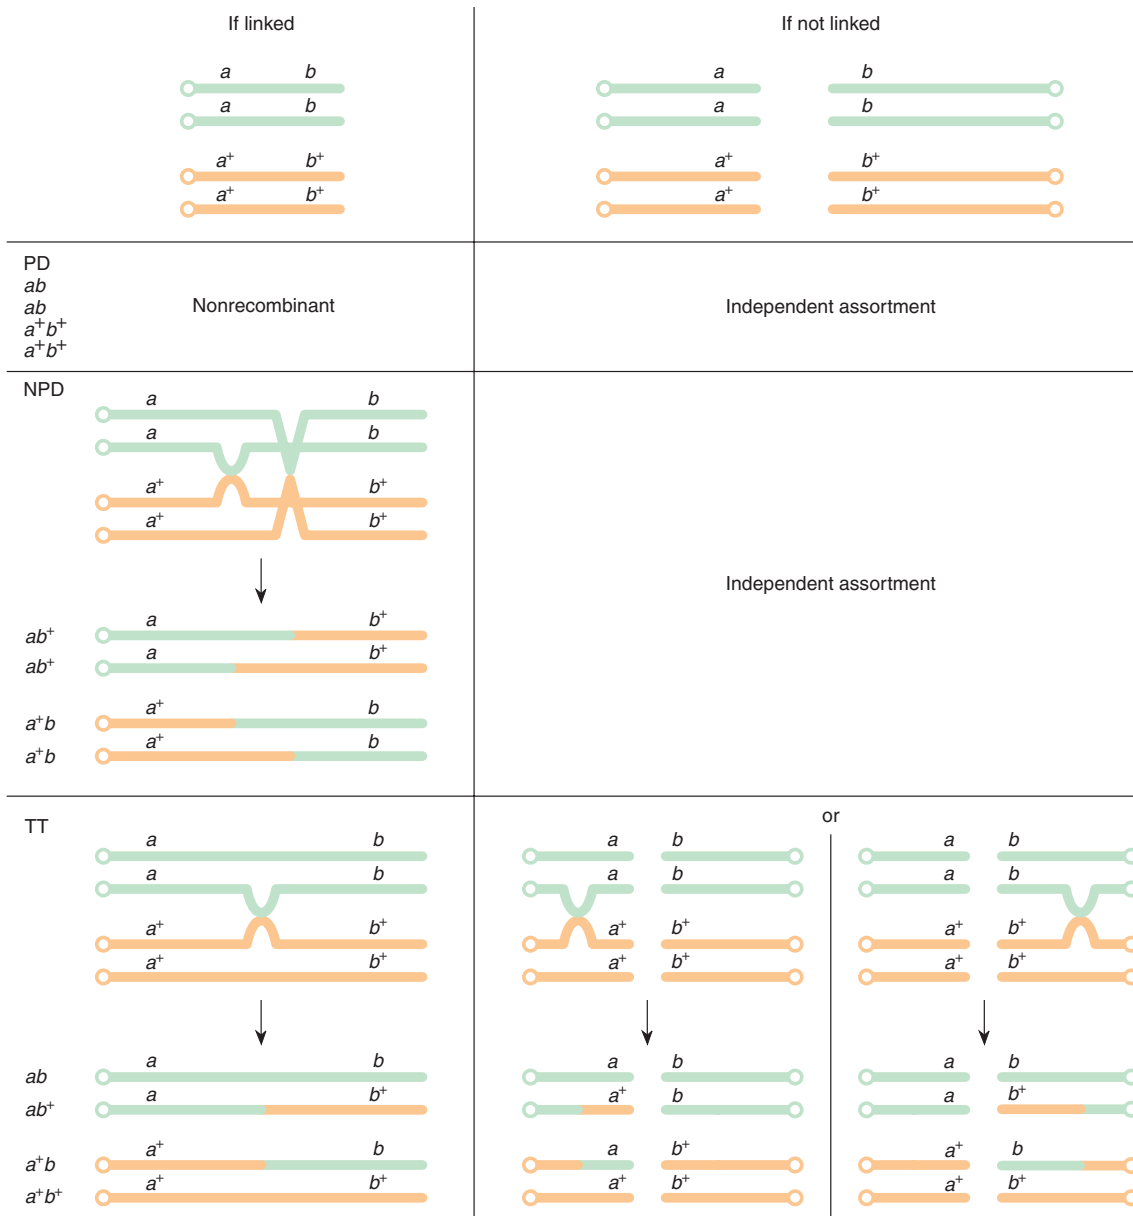 If linked
If not linked
a b
a b
a b
a b
a⁺ b⁺
a⁺ b⁺
a⁺ b⁺
a⁺ b⁺
PD
ab
ab
a⁺b⁺
a⁺b⁺
Nonrecombinant
Independent assortment
NPD
a b
a b
a⁺ b⁺
a⁺ b⁺
Independent assortment
ab⁺ a b⁺
ab⁺ a b⁺
a⁺b a⁺ b
a⁺b a⁺ b
TT
or
a b
a b
a⁺ b⁺
a⁺ b⁺
a b
a b
a⁺ b⁺
a⁺ b⁺
a b
a b
a⁺ b⁺
a⁺ b⁺
ab a b
ab⁺ a b⁺
a⁺b a⁺ b
a⁺b⁺ a⁺ b⁺
a b
a⁺ b
a b⁺
a⁺ b⁺
a b
a b⁺
a⁺ b
a⁺ b⁺